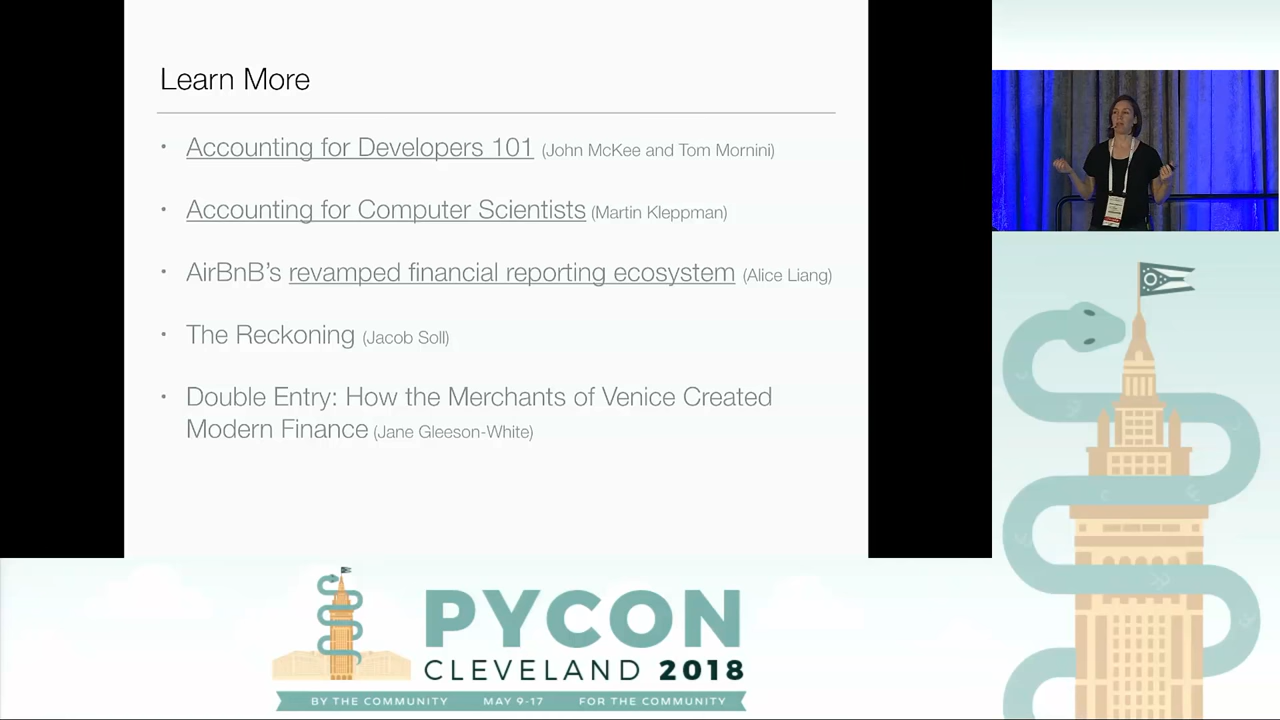 Learn More
• Accounting for Developers 101 (John McKee and Tom Mornini)
• Accounting for Computer Scientists (Martin Kleppman)
• AirBnB’s revamped financial reporting ecosystem (Alice Liang)
• The Reckoning (Jacob Soll)
• Double Entry: How the Merchants of Venice Created
Modern Finance (Jane Gleeson-White)
PYCON
CLEVELAND 2018
BY THE COMMUNITY MAY 9-17 FOR THE COMMUNITY